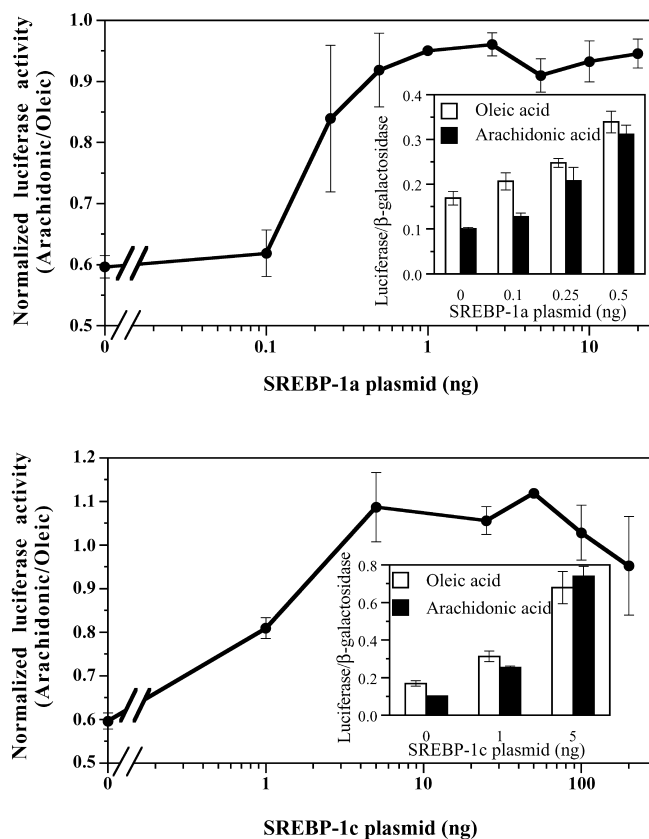 Normalized luciferase activity
(Arachidonic/Oleic)
1.0
0.9
0.8
0.7
0.6
0.5
0
0.1
1
10
SREBP-1a plasmid (ng)
Luciferase/β-galactosidase
0.4
0.3
0.2
0.1
0.0
Oleic acid
Arachidonic acid
0
0.1
0.25
0.5
SREBP-1a plasmid (ng)
Normalized luciferase activity
(Arachidonic/Oleic)
1.2
1.1
1.0
0.9
0.8
0.7
0.6
0.5
0
1
10
100
SREBP-1c plasmid (ng)
Luciferase/β-galactosidase
0.8
0.6
0.4
0.2
0.0
Oleic acid
Arachidonic acid
0
1
5
SREBP-1c plasmid (ng)